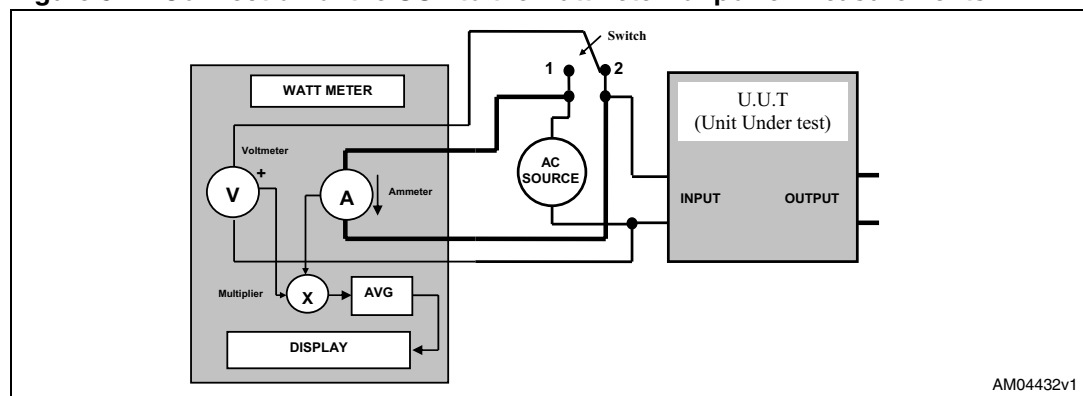 Switch
1
2
WATT METER
U.U.T
(Unit Under test)
Voltmeter
+
AC
SOURCE
V
A
Ammeter
INPUT
OUTPUT
Multiplier
X
AVG
DISPLAY
AM04432v1